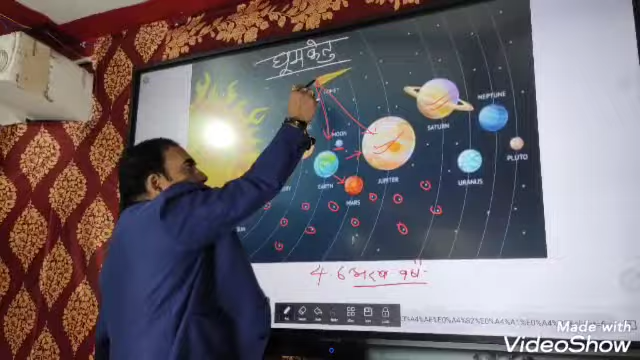 धूमकेतु
COMET
NEPTUNE
MOON
SATURN
PLUTO
EARTH
JUPITER
URANUS
MARS
4.6 अरब वर्ष
Made with
VideoShow